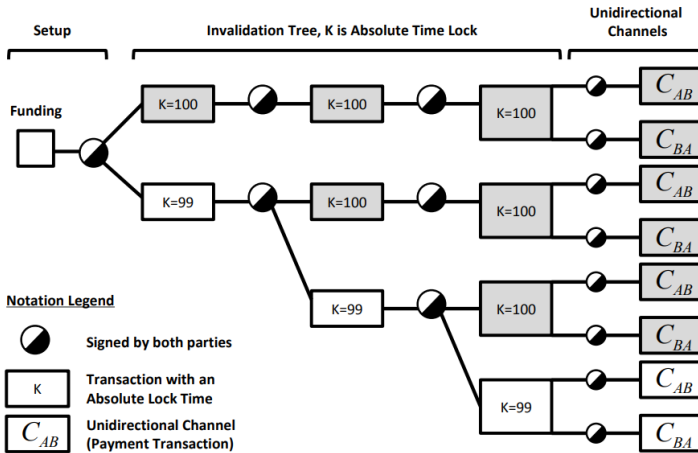 Setup
Invalidation Tree, K is Absolute Time Lock
Unidirectional
Channels
Funding
K=100
K=100
K=100
C_AB
C_BA
K=99
K=100
K=100
C_AB
C_BA
K=99
K=100
C_AB
C_BA
K=99
C_AB
C_BA
Notation Legend
Signed by both parties
K
Transaction with an
Absolute Lock Time
C_AB
Unidirectional Channel
(Payment Transaction)